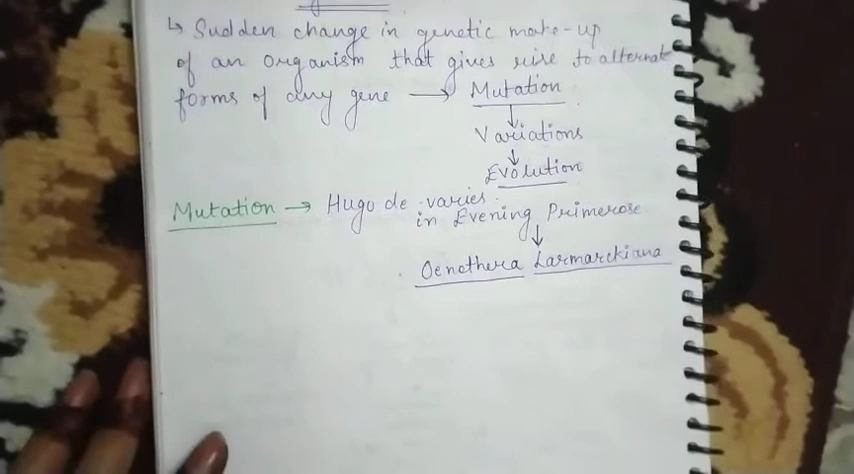 ↳ Sudden change in genetic make-up
of an organism that gives rise to alternate
forms of any gene → Mutation
↓
Variations
↓
Evolution
Mutation → Hugo de varies
in Evening Primerose
↓
Oenothera Larmarckiana